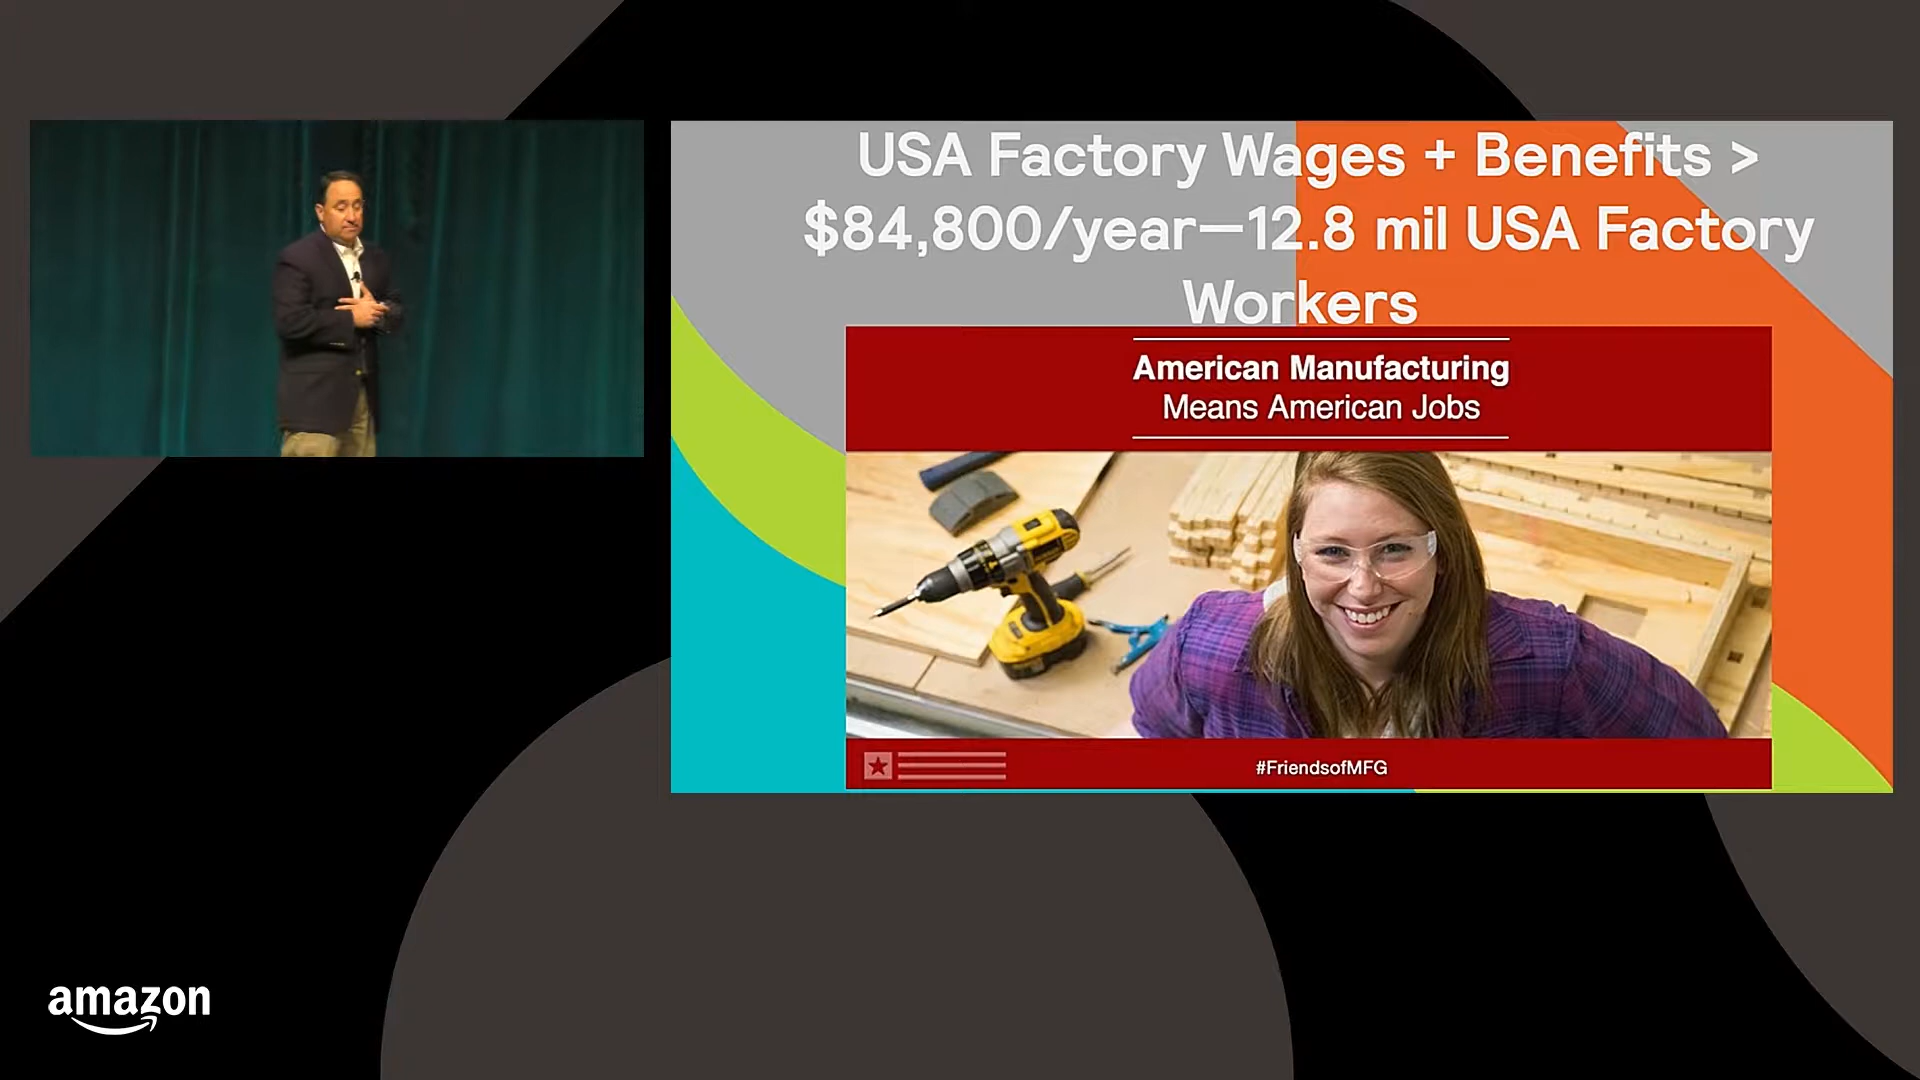 USA Factory Wages + Benefits >
$84,800/year—12.8 mil USA Factory
Workers
American Manufacturing
Means American Jobs
#FriendsofMFG
amazon